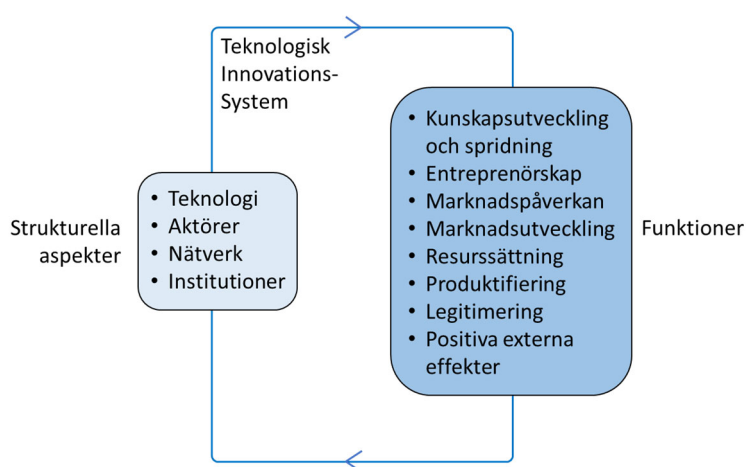 Teknologisk
Innovations-
System
Strukturella
aspekter
• Teknologi
• Aktörer
• Nätverk
• Institutioner
• Kunskapsutveckling
och spridning
• Entreprenörskap
• Marknadspåverkan
• Marknadsutveckling
• Resurssättning
• Produktifiering
• Legitimering
• Positiva externa
effekter
Funktioner